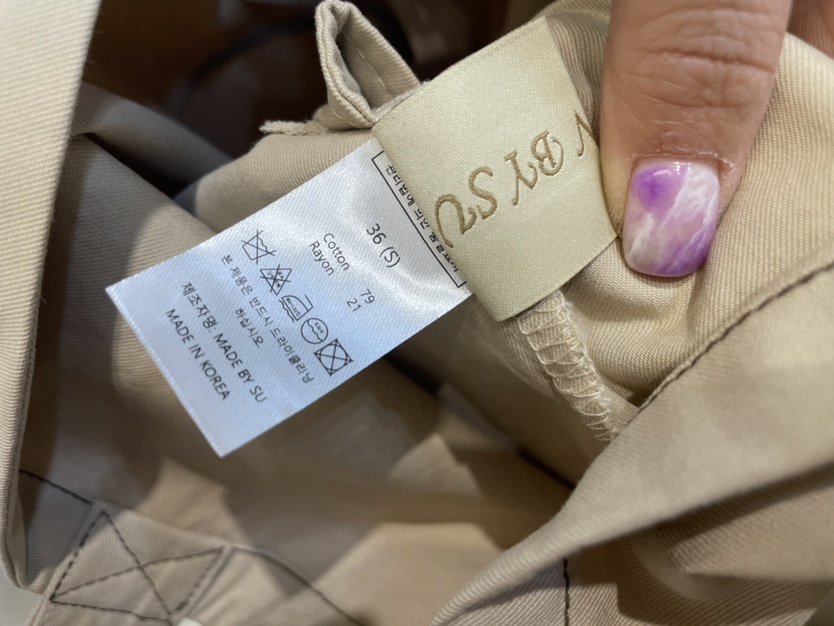 N BY SU
36 (S)
Cotton 79
Rayon 21
본 제품은 반드시 드라이클리닝
하십시오.
제조자명: MADE BY SU
MADE IN KOREA